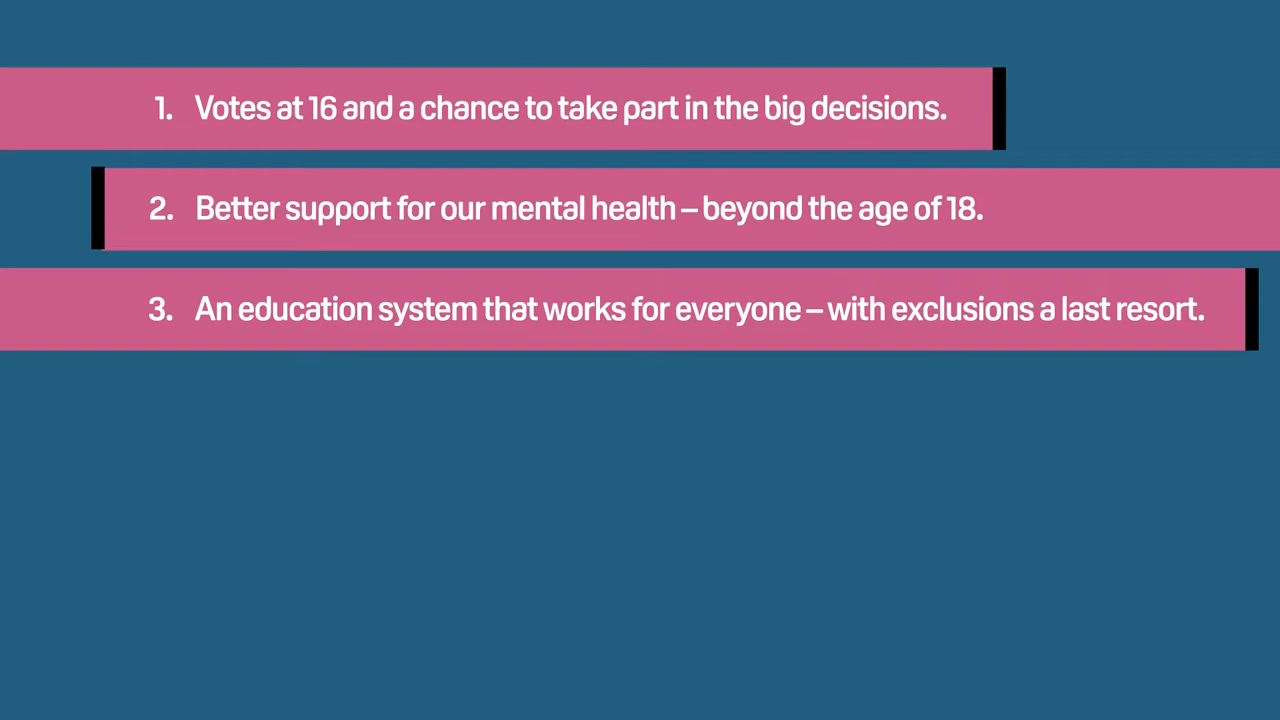 1. Votes at 16 and a chance to take part in the big decisions.
2. Better support for our mental health – beyond the age of 18.
3. An education system that works for everyone – with exclusions a last resort.